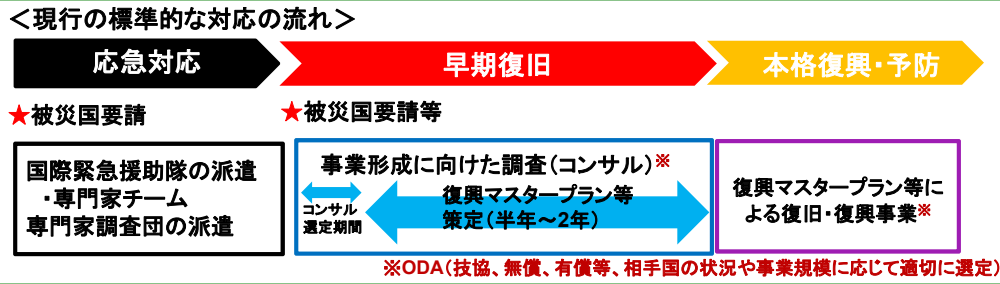 ＜現行の標準的な対応の流れ＞
応急対応
早期復旧
本格復興・予防
★被災国要請
★被災国要請等
国際緊急援助隊の派遣
・専門家チーム
専門家調査団の派遣
事業形成に向けた調査（コンサル）※
コンサル
選定期間
復興マスタープラン等
策定（半年～2年）
復興マスタープラン等に
よる復旧・復興事業※
※ODA（技協、無償、有償等、相手国の状況や事業規模に応じて適切に選定）